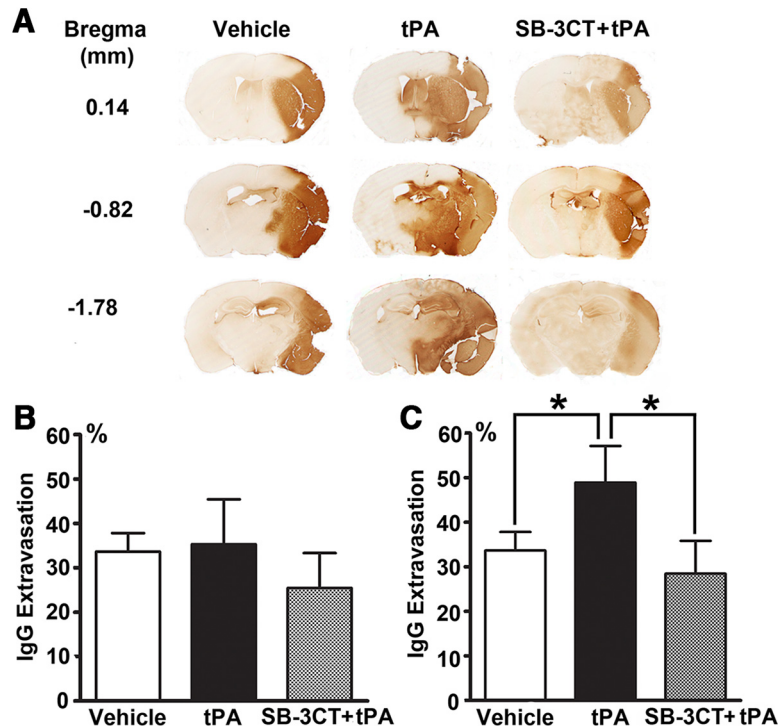 A
Bregma (mm)
Vehicle
tPA
SB-3CT+tPA
0.14
-0.82
-1.78
B
%
IgG Extravasation
60
50
40
30
20
10
0
Vehicle
tPA
SB-3CT+tPA
C
%
IgG Extravasation
60
50
40
30
20
10
0
*
*
Vehicle
tPA
SB-3CT+tPA